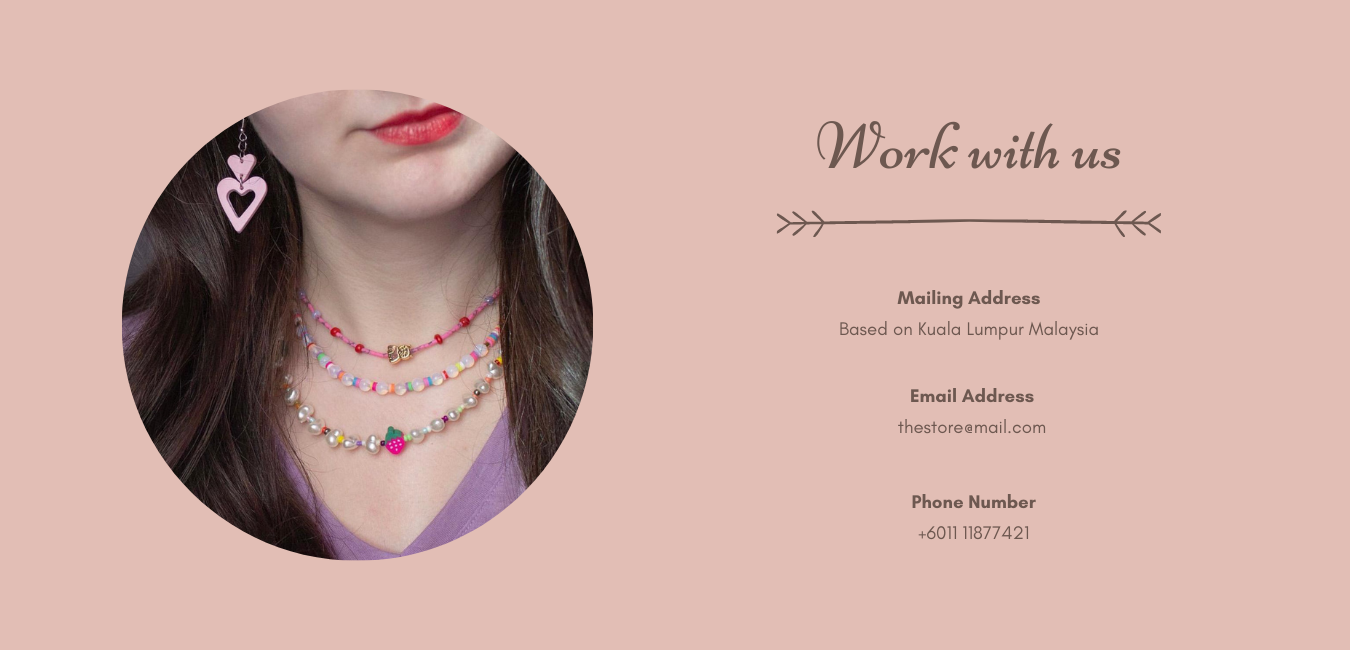 Work with us
Mailing Address
Based on Kuala Lumpur Malaysia
Email Address
thestore@mail.com
Phone Number
+6011 11877421